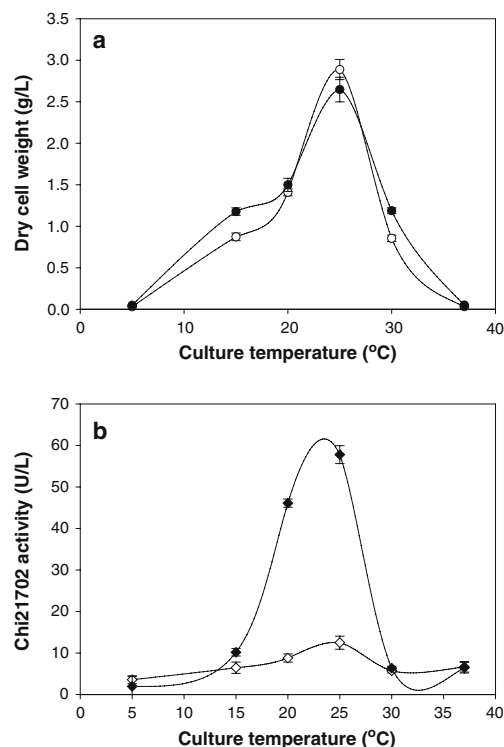 a
Dry cell weight (g/L)
3.5
3.0
2.5
2.0
1.5
1.0
0.5
0.0
0 10 20 30 40
Culture temperature (°C)
b
Chi21702 activity (U/L)
70
60
50
40
30
20
10
0
0 5 10 15 20 25 30 35 40
Culture temperature (°C)